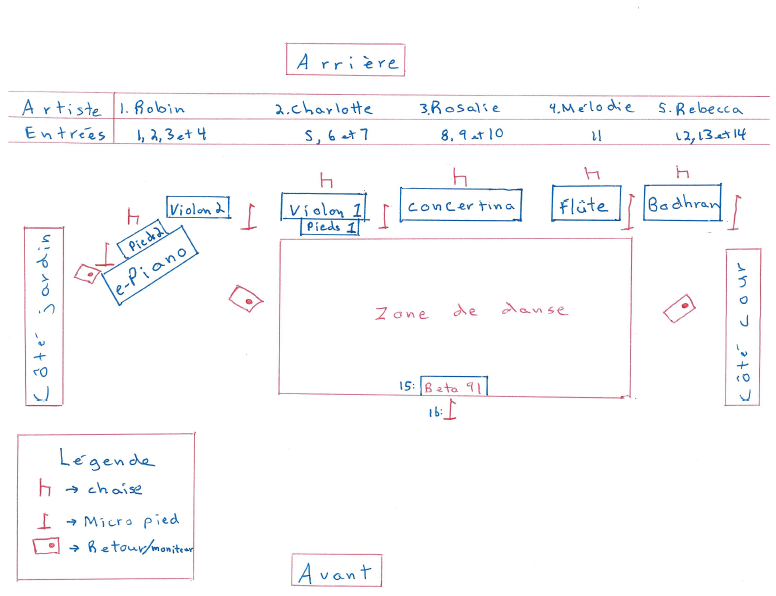 Arrière
Artiste 1. Robin 2. Charlotte 3. Rosalie 4. Mélodie 5. Rebecca
Entrées 1, 2, 3 et 4 5, 6 et 7 8, 9 et 10 11 12, 13 et 14
Violon 2 Violon 1 Concertina Flûte Bodhran
Pieds 2 Pieds 1
e-Piano
Côté jardin
Côté cour
Zone de danse
15: Beta 91
16:
Légende
→ chaise
→ Micro pied
→ Retour/moniteur
Avant